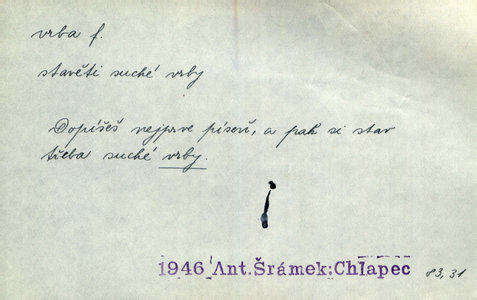 vrba f.
stavěti suché vrby
Dopíšeš nejprve píseň, a pak si stav
třeba suché vrby.
1946 Ant.Šrámek:Chlapec 83,31